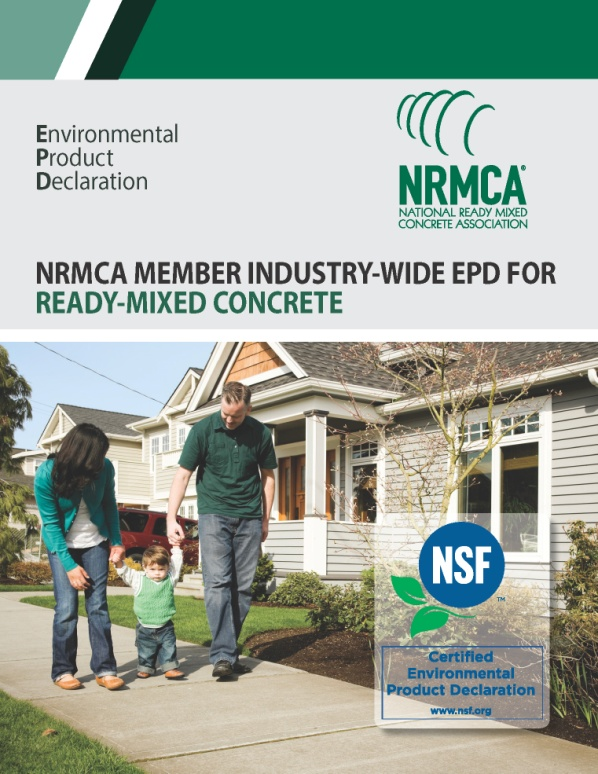 Environmental
Product
Declaration
NRMCA®
NATIONAL READY MIXED
CONCRETE ASSOCIATION
NRMCA MEMBER INDUSTRY-WIDE EPD FOR
READY-MIXED CONCRETE
NSF
™
Certified
Environmental
Product Declaration
www.nsf.org